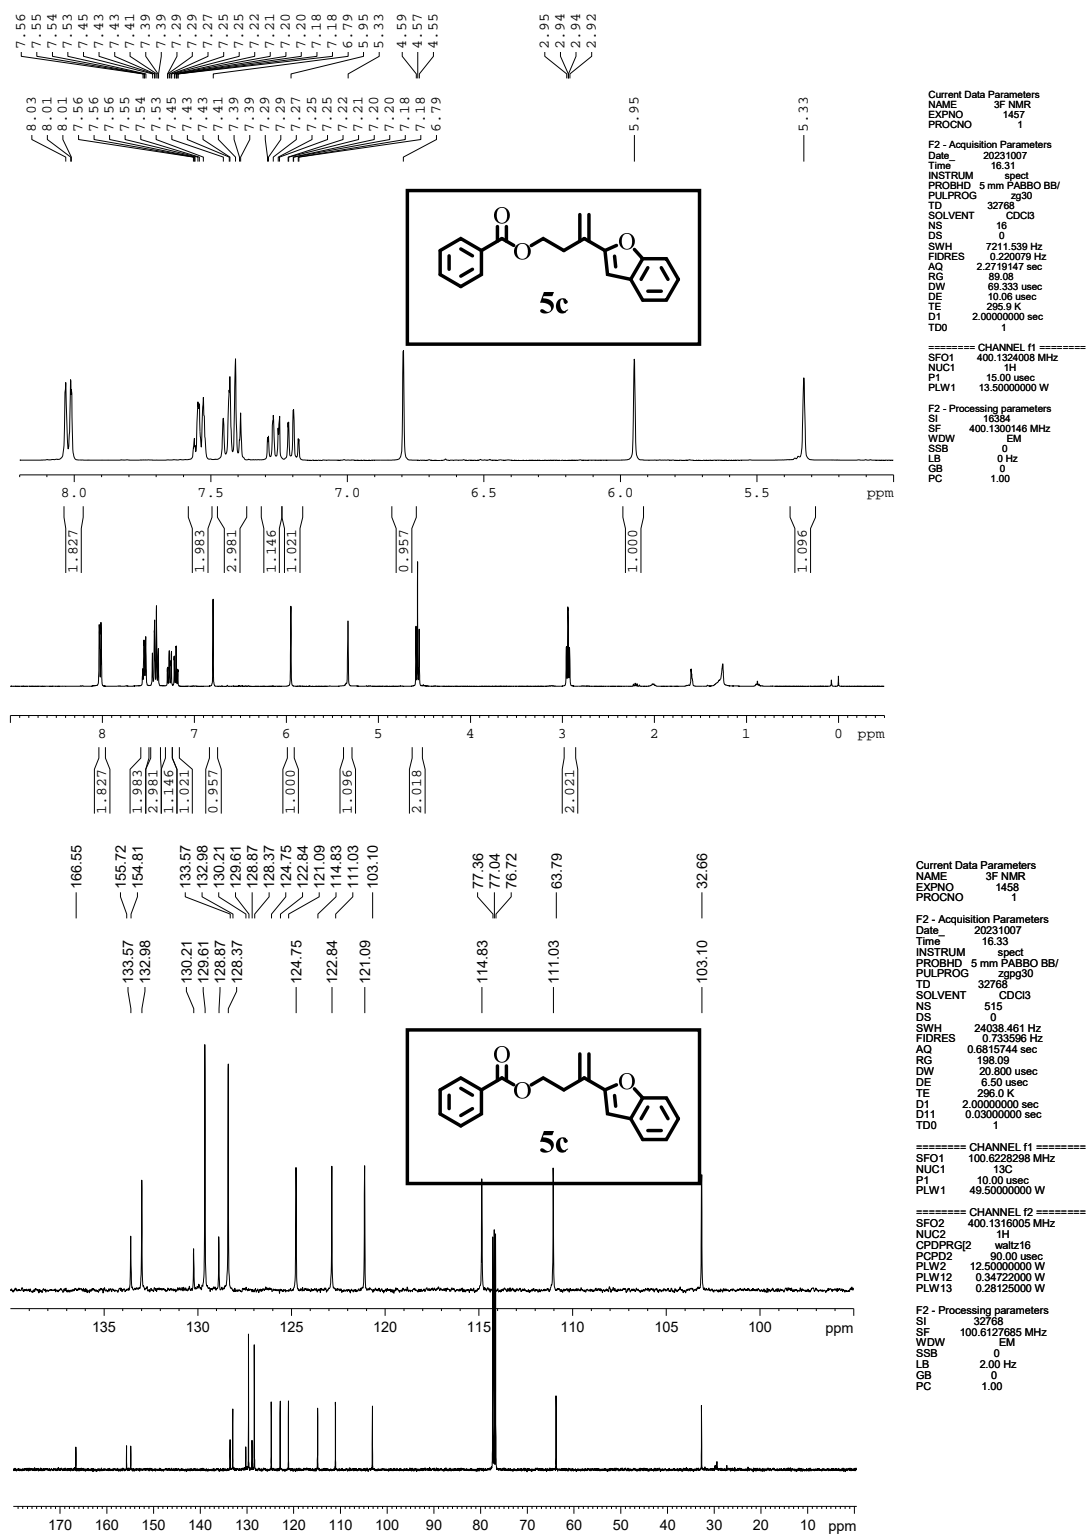 7.56 7.55 7.54 7.53 7.45 7.43 7.43 7.41 7.39 7.39 7.29 7.29 7.27 7.25 7.25 7.22 7.21 7.20 7.20 7.18 7.18 6.79 5.95 5.33 4.59 4.57 4.55 2.95 2.94 2.94 2.92
8.03 8.01 8.01 7.56 7.56 7.56 7.55 7.54 7.53 7.45 7.43 7.43 7.41 7.39 7.39 7.29 7.29 7.27 7.25 7.25 7.22 7.21 7.20 7.20 7.18 7.18 6.79 5.95 5.33
O
O
O
5c
8.0 7.5 7.0 6.5 6.0 5.5 ppm
1.827 1.983 2.981 1.146 1.021 0.957 1.000 1.096
8 7 6 5 4 3 2 1 0 ppm
1.827 1.983 2.981 1.146 1.021 0.957 1.000 1.096 2.018 2.021
Current Data Parameters
NAME 3F NMR
EXPNO 1457
PROCNO 1
F2 - Acquisition Parameters
Date_ 20231007
Time 16.31
INSTRUM spect
PROBHD 5 mm PABBO BB/
PULPROG zg30
TD 32768
SOLVENT CDCl3
NS 16
DS 0
SWH 7211.539 Hz
FIDRES 0.220079 Hz
AQ 2.2719147 sec
RG 89.08
DW 69.333 usec
DE 10.06 usec
TE 295.9 K
D1 2.00000000 sec
TD0 1
======== CHANNEL f1 ========
SFO1 400.1324008 MHz
NUC1 1H
P1 15.00 usec
PLW1 13.50000000 W
F2 - Processing parameters
SI 16384
SF 400.1300146 MHz
WDW EM
SSB 0
LB 0 Hz
GB 0
PC 1.00
166.55 155.72 154.81 133.57 132.98 130.21 129.61 128.87 128.37 124.75 122.84 121.09 114.83 111.03 103.10 77.36 77.04 76.72 63.79 32.66
133.57 132.98 130.21 129.61 128.87 128.37 124.75 122.84 121.09 114.83 111.03 103.10
O
O
O
5c
135 130 125 120 115 110 105 100 ppm
170 160 150 140 130 120 110 100 90 80 70 60 50 40 30 20 10 ppm
Current Data Parameters
NAME 3F NMR
EXPNO 1458
PROCNO 1
F2 - Acquisition Parameters
Date_ 20231007
Time 16.33
INSTRUM spect
PROBHD 5 mm PABBO BB/
PULPROG zgpg30
TD 32768
SOLVENT CDCl3
NS 515
DS 0
SWH 24038.461 Hz
FIDRES 0.733596 Hz
AQ 0.6815744 sec
RG 198.09
DW 20.800 usec
DE 6.50 usec
TE 296.0 K
D1 2.00000000 sec
D11 0.03000000 sec
TD0 1
======== CHANNEL f1 ========
SFO1 100.6228298 MHz
NUC1 13C
P1 10.00 usec
PLW1 49.50000000 W
======== CHANNEL f2 ========
SFO2 400.1316005 MHz
NUC2 1H
CPDPRG[2 waltz16
PCPD2 90.00 usec
PLW2 12.50000000 W
PLW12 0.34722000 W
PLW13 0.28125000 W
F2 - Processing parameters
SI 32768
SF 100.6127685 MHz
WDW EM
SSB 0
LB 2.00 Hz
GB 0
PC 1.00